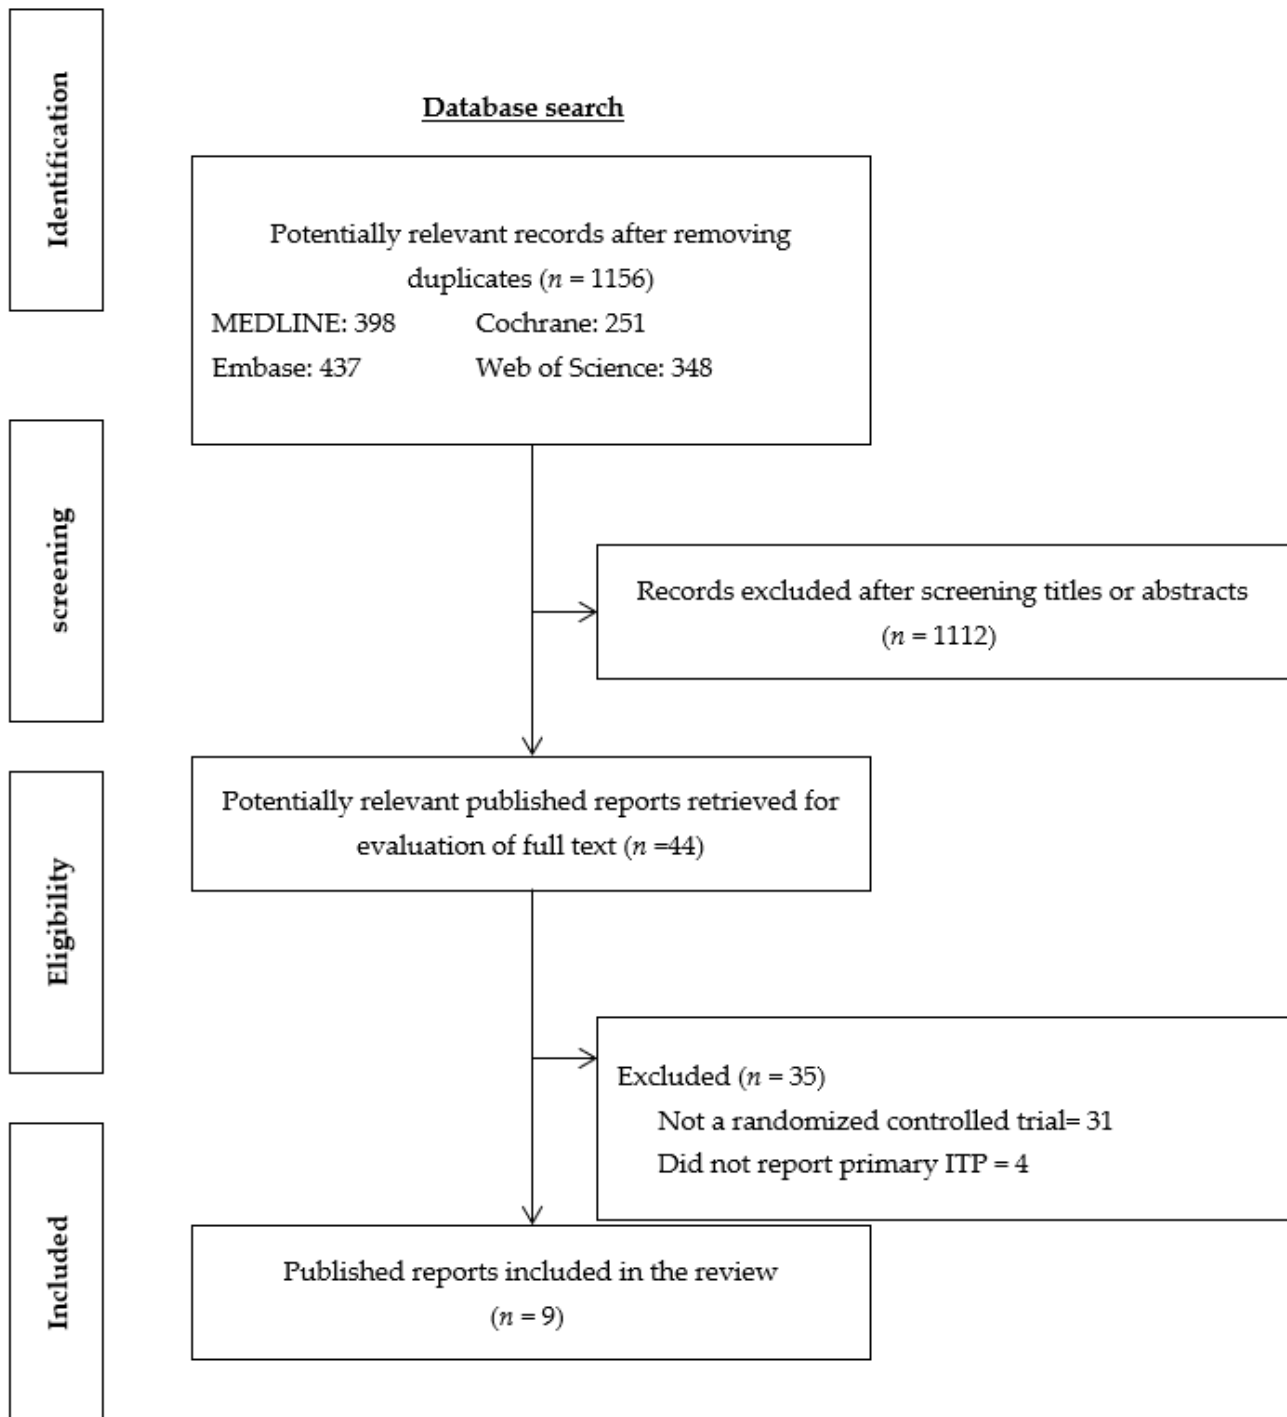 Identification
Database search
Potentially relevant records after removing
duplicates (n = 1156)
MEDLINE: 398 Cochrane: 251
Embase: 437 Web of Science: 348
screening
Records excluded after screening titles or abstracts
(n = 1112)
Eligibility
Potentially relevant published reports retrieved for
evaluation of full text (n =44)
Excluded (n = 35)
Not a randomized controlled trial= 31
Did not report primary ITP = 4
Included
Published reports included in the review
(n = 9)